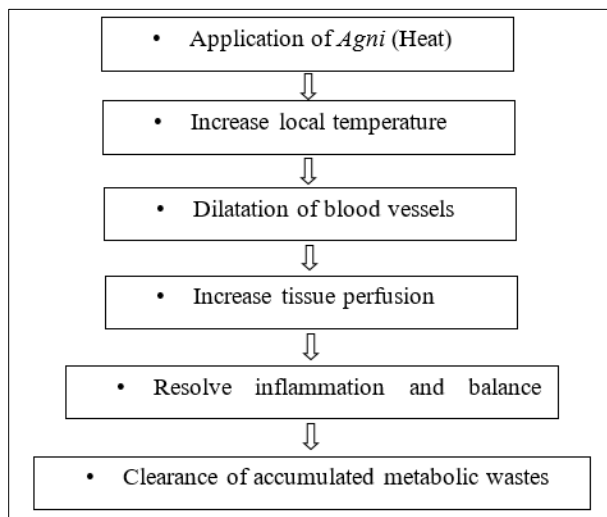 • Application of Agni (Heat)
• Increase local temperature
• Dilatation of blood vessels
• Increase tissue perfusion
• Resolve inflammation and balance
• Clearance of accumulated metabolic wastes